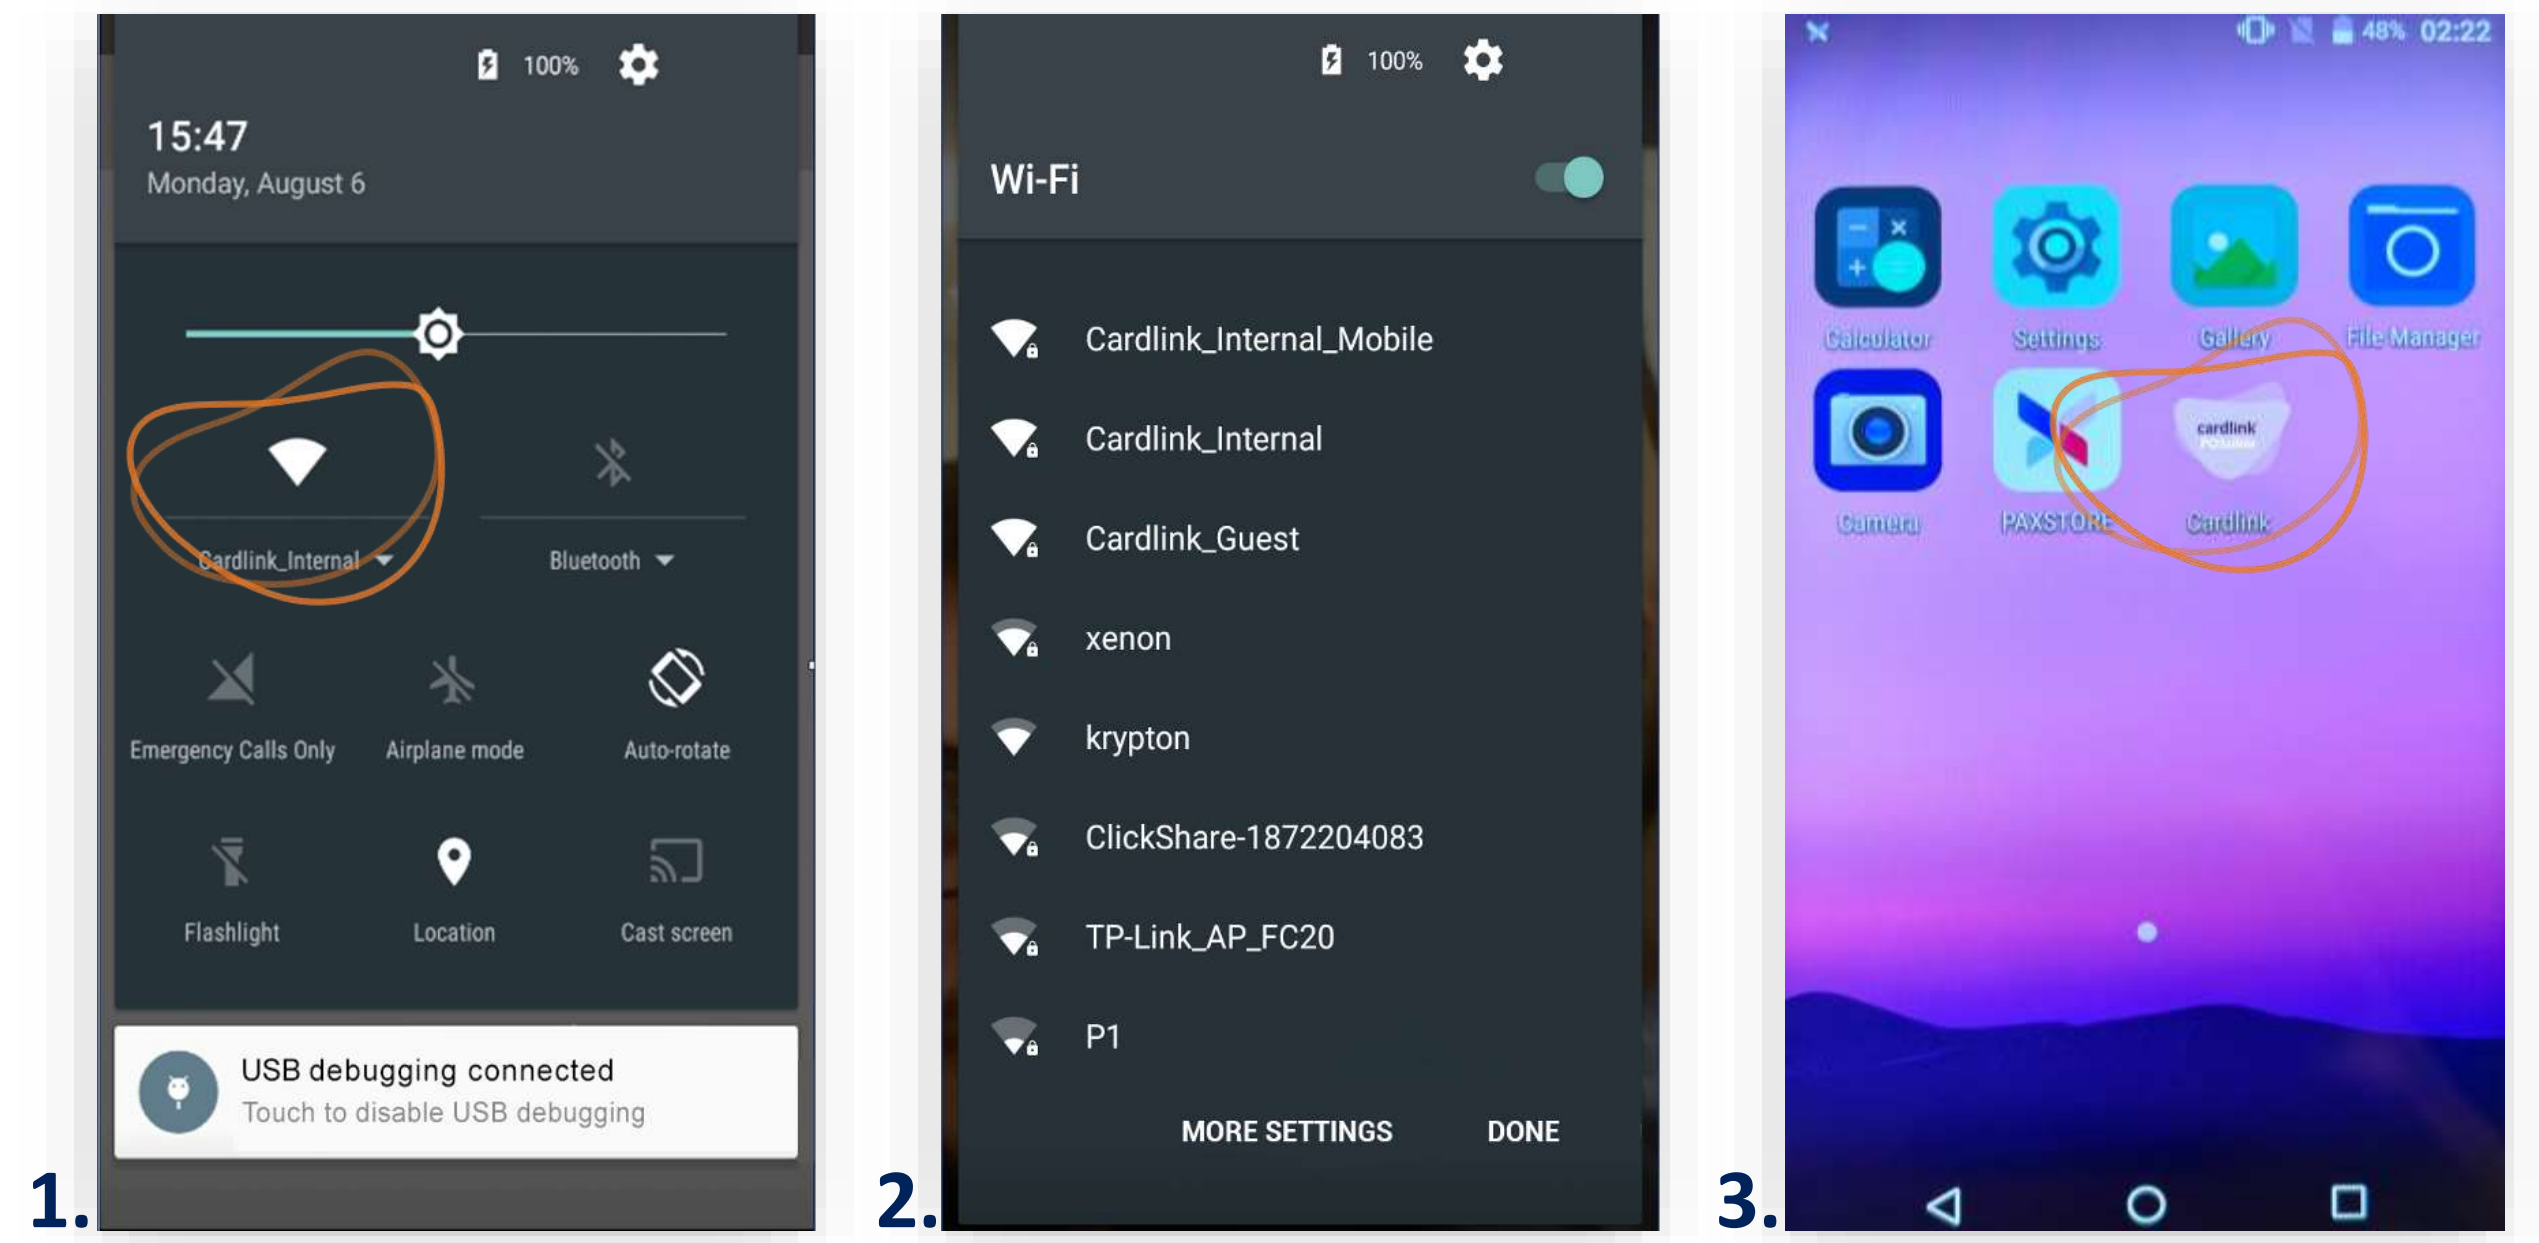 100%
15:47
Monday, August 6
Cardlink_Internal
Bluetooth
Emergency Calls Only
Airplane mode
Auto-rotate
Flashlight
Location
Cast screen
USB debugging connected
Touch to disable USB debugging
1.
100%
Wi-Fi
Cardlink_Internal_Mobile
Cardlink_Internal
Cardlink_Guest
xenon
krypton
ClickShare-1872204083
TP-Link_AP_FC20
P1
MORE SETTINGS
DONE
2.
48% 02:22
Calculator
Settings
Gallery
File Manager
cardlink
Camera
PAXSTORE
Cardlink
3.